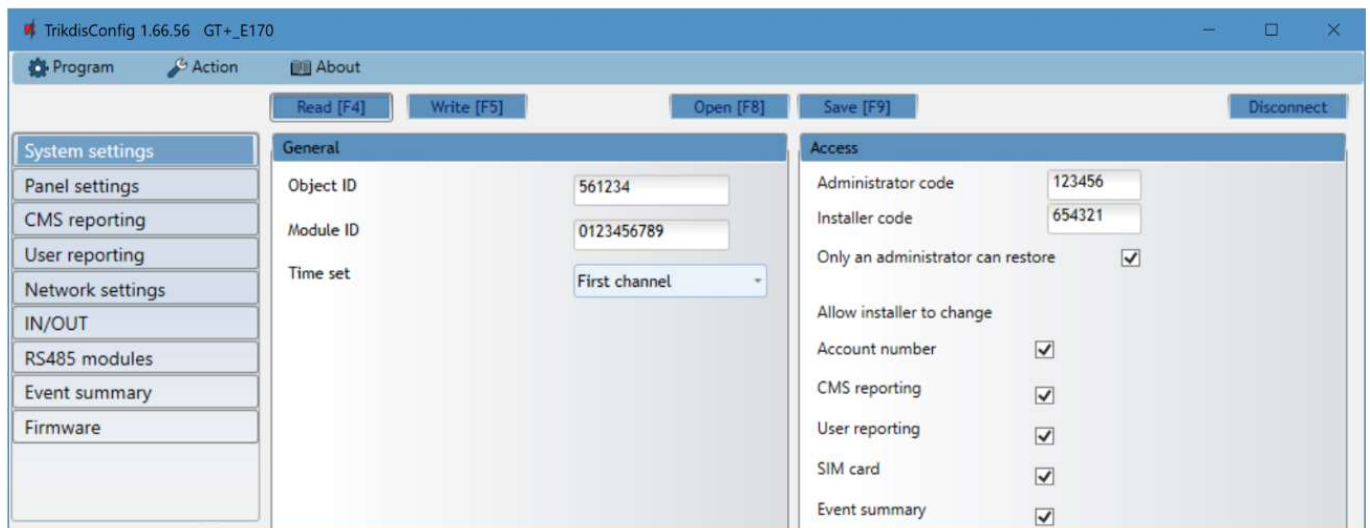 TrikdisConfig 1.66.56 GT+_E170
Program Action About
Read [F4] Write [F5] Open [F8] Save [F9] Disconnect
System settings
Panel settings
CMS reporting
User reporting
Network settings
IN/OUT
RS485 modules
Event summary
Firmware
General
Object ID 561234
Module ID 0123456789
Time set First channel
Access
Administrator code 123456
Installer code 654321
Only an administrator can restore
Allow installer to change
Account number
CMS reporting
User reporting
SIM card
Event summary